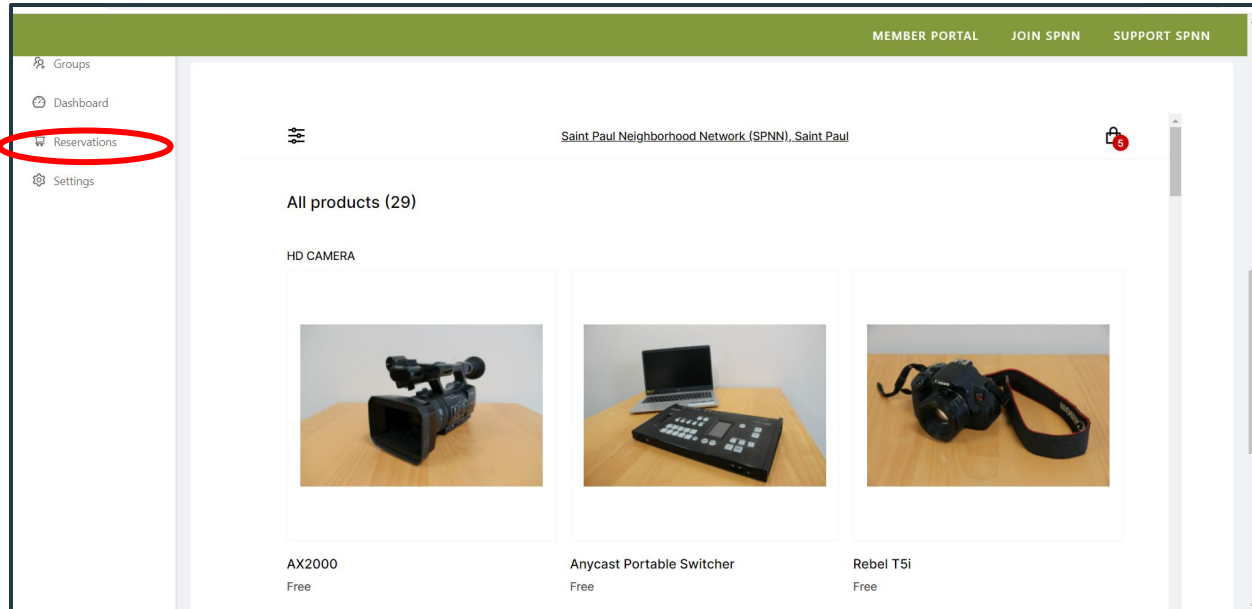 MEMBER PORTAL JOIN SPNN SUPPORT SPNN
Groups
Dashboard
Reservations
Settings
Saint Paul Neighborhood Network (SPNN), Saint Paul
5
All products (29)
HD CAMERA
Canon
AX2000 Anycast Portable Switcher Rebel T5i
Free Free Free